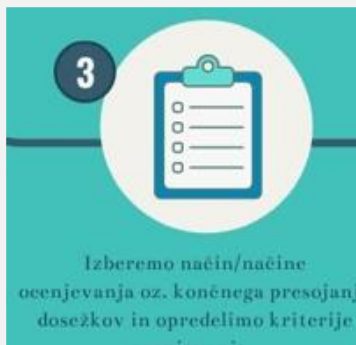 3
Izberemo način/načine
ocenjevanja oz. končnega presojanj
dosežkov in opredelimo kriterije